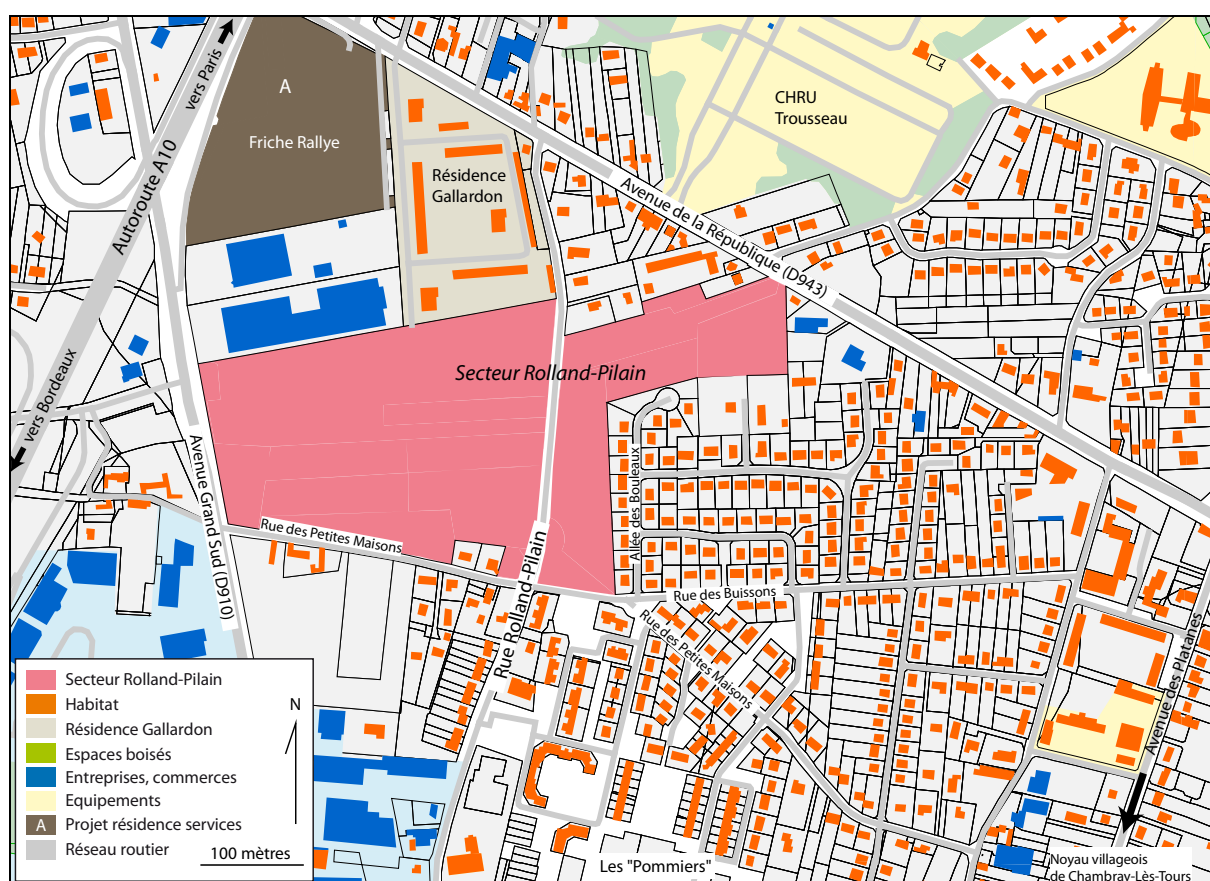 vers Paris
A
CHRU
Trousseau
Friche Rallye
Autoroute A10
Résidence
Gallardon
Avenue de la République (D943)
Secteur Rolland-Pilain
vers Bordeaux
Avenue Grand Sud (D910)
Allée des Bouleaux
Rue des Petites Maisons
Rue Rolland-Pilain
Rue des Buissons
Rue des Petites Maisons
Avenue des Platanes
Secteur Rolland-Pilain
Habitat
N
Résidence Gallardon
Espaces boisés
Entreprises, commerces
Equipements
A Projet résidence services
Réseau routier
100 mètres
Les "Pommiers"
Noyau villageois
de Chambray-Lès-Tours